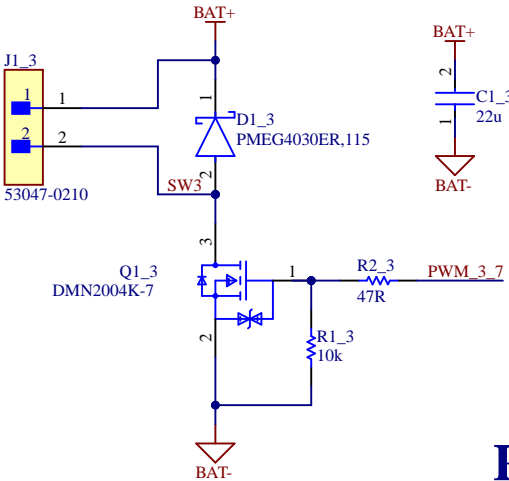 BAT+
J1_3
1
1
2
2
53047-0210
1
D1_3
PMEG4030ER,115
2
SW3
BAT+
2
C1_3
22u
1
BAT-
3
Q1_3
DMN2004K-7
1
R2_3
47R
PWM_3_7
2
R1_3
10k
BAT-